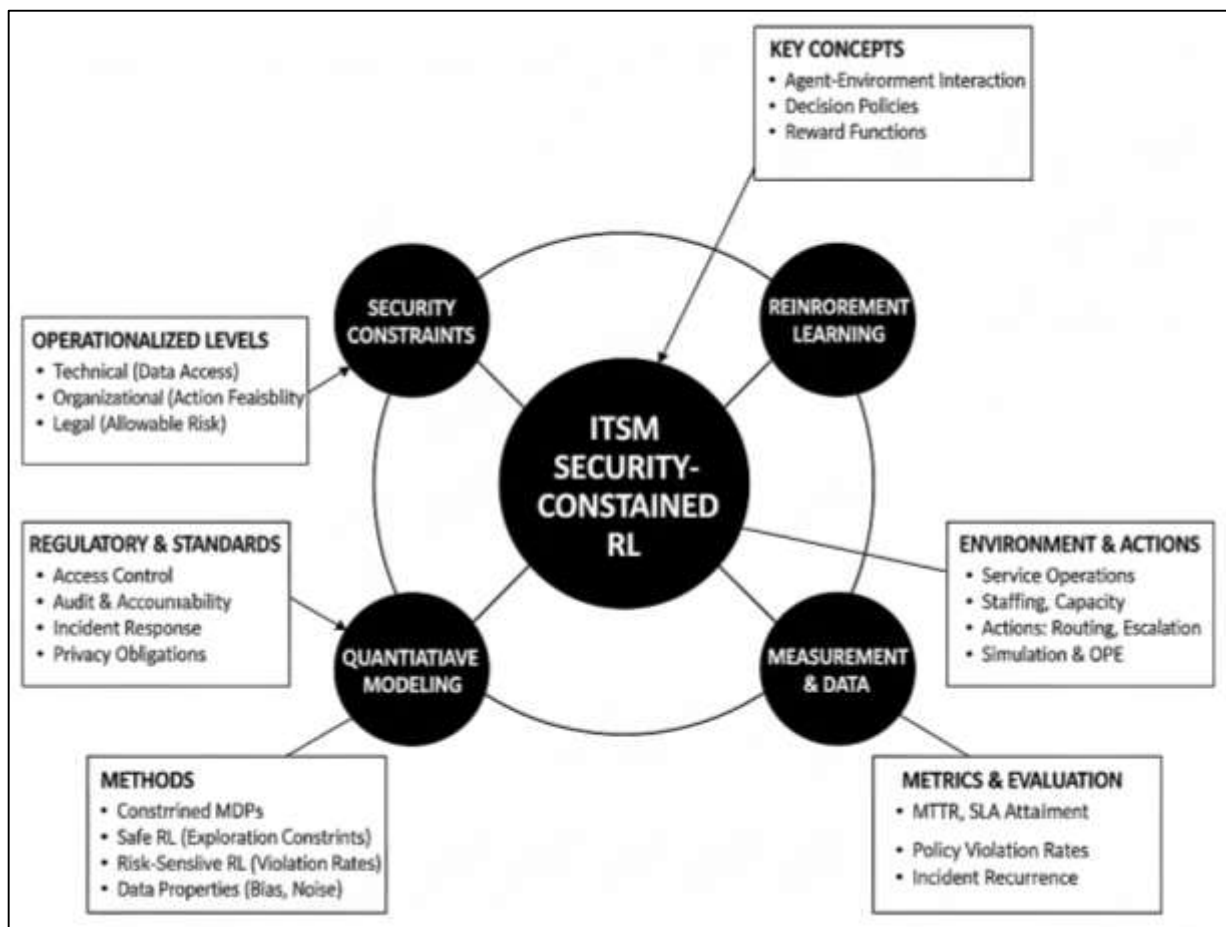 KEY CONCEPTS
• Agent-Enviroment Interaction
• Decision Policies
• Reward Functions
SECURITY
CONSTRAINTS
REINROREMENT
LEARNING
OPERATIONALIZED LEVELS
• Technical (Data Access)
• Organizational (Action Feaisblity
• Legal (Allowable Risk)
ITSM
SECURITY-
CONSTAINED
RL
REGULATORY & STANDARDS
• Access Control
• Audit & Accountability
• Incident Response
• Privacy Obligations
ENVIRONMENT & ACTIONS
• Service Operations
• Staffing, Capacity
• Actions: Routing, Escalation
• Simulation & OPE
QUANTIATIAVE
MODELING
MEASUREMENT
& DATA
METHODS
• Constrrined MDPs
• Safe RL (Exploration Constrints)
• Risk-Senslive RL (Violation Rates)
• Data Properties (Bias, Noise)
METRICS & EVALUATION
• MTTR, SLA Attaiment
• Policy Violation Rates
• Incident Recurrence